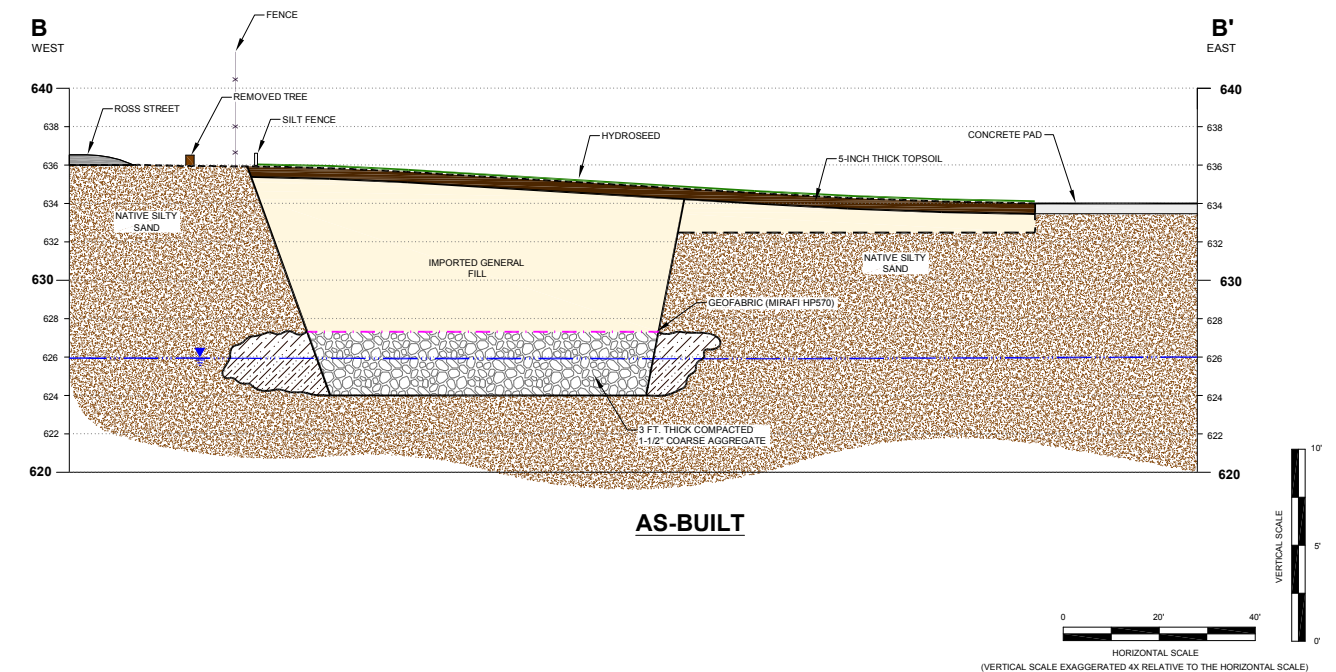 FENCE
B
WEST
B'
EAST
640
640
REMOVED TREE
ROSS STREET
SILT FENCE
638
638
HYDROSEED
CONCRETE PAD
5-INCH THICK TOPSOIL
636
636
634
634
NATIVE SILTY
SAND
632
632
IMPORTED GENERAL
FILL
NATIVE SILTY
SAND
630
630
GEOFABRIC (MIRAFI HP570)
628
628
626
626
624
624
3 FT. THICK COMPACTED
1-1/2" COARSE AGGREGATE
622
622
620
620
AS-BUILT
10'
5'
0'
VERTICAL SCALE
0
20'
40'
HORIZONTAL SCALE
(VERTICAL SCALE EXAGGERATED 4X RELATIVE TO THE HORIZONTAL SCALE)